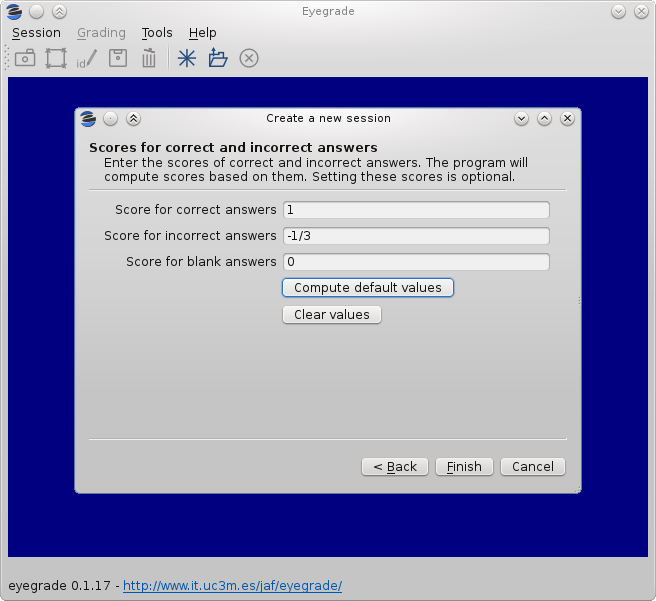 Eyegrade
Session Grading Tools Help
id
Create a new session
Scores for correct and incorrect answers
Enter the scores of correct and incorrect answers. The program will
compute scores based on them. Setting these scores is optional.
Score for correct answers 1
Score for incorrect answers -1/3
Score for blank answers 0
Compute default values
Clear values
< Back Finish Cancel
eyegrade 0.1.17 - http://www.it.uc3m.es/jaf/eyegrade/